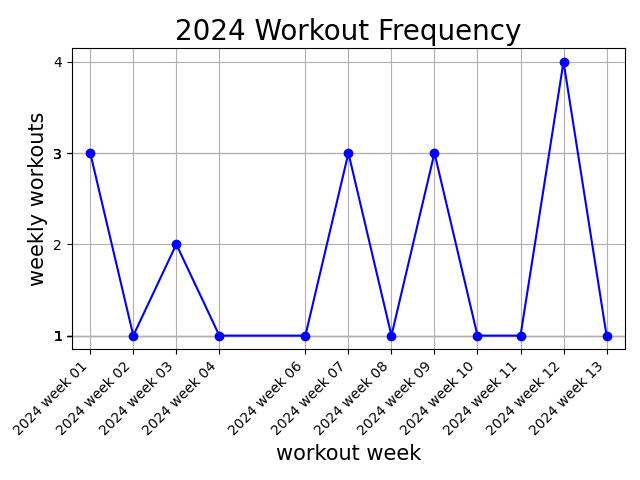 2024 Workout Frequency
weekly workouts
4
3
2
1
2024 week 01
2024 week 02
2024 week 03
2024 week 04
2024 week 06
2024 week 07
2024 week 08
2024 week 09
2024 week 10
2024 week 11
2024 week 12
2024 week 13
workout week